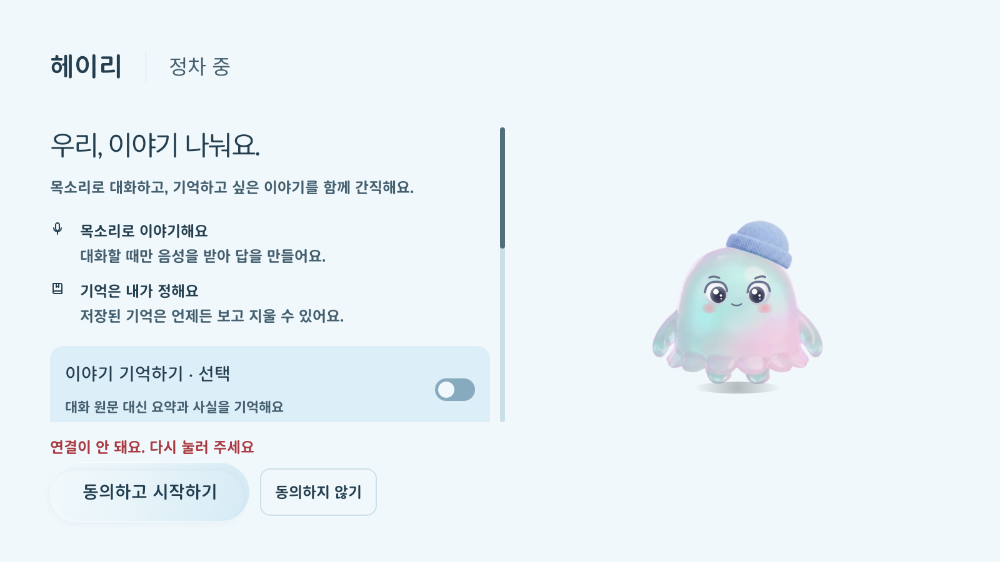 헤이리
정차 중
우리, 이야기 나눠요.
목소리로 대화하고, 기억하고 싶은 이야기를 함께 간직해요.
목소리로 이야기해요
대화할 때만 음성을 받아 답을 만들어요.
기억은 내가 정해요
저장된 기억은 언제든 보고 지울 수 있어요.
이야기 기억하기 · 선택
대화 원문 대신 요약과 사실을 기억해요
연결이 안 돼요. 다시 눌러 주세요
동의하고 시작하기
동의하지 않기